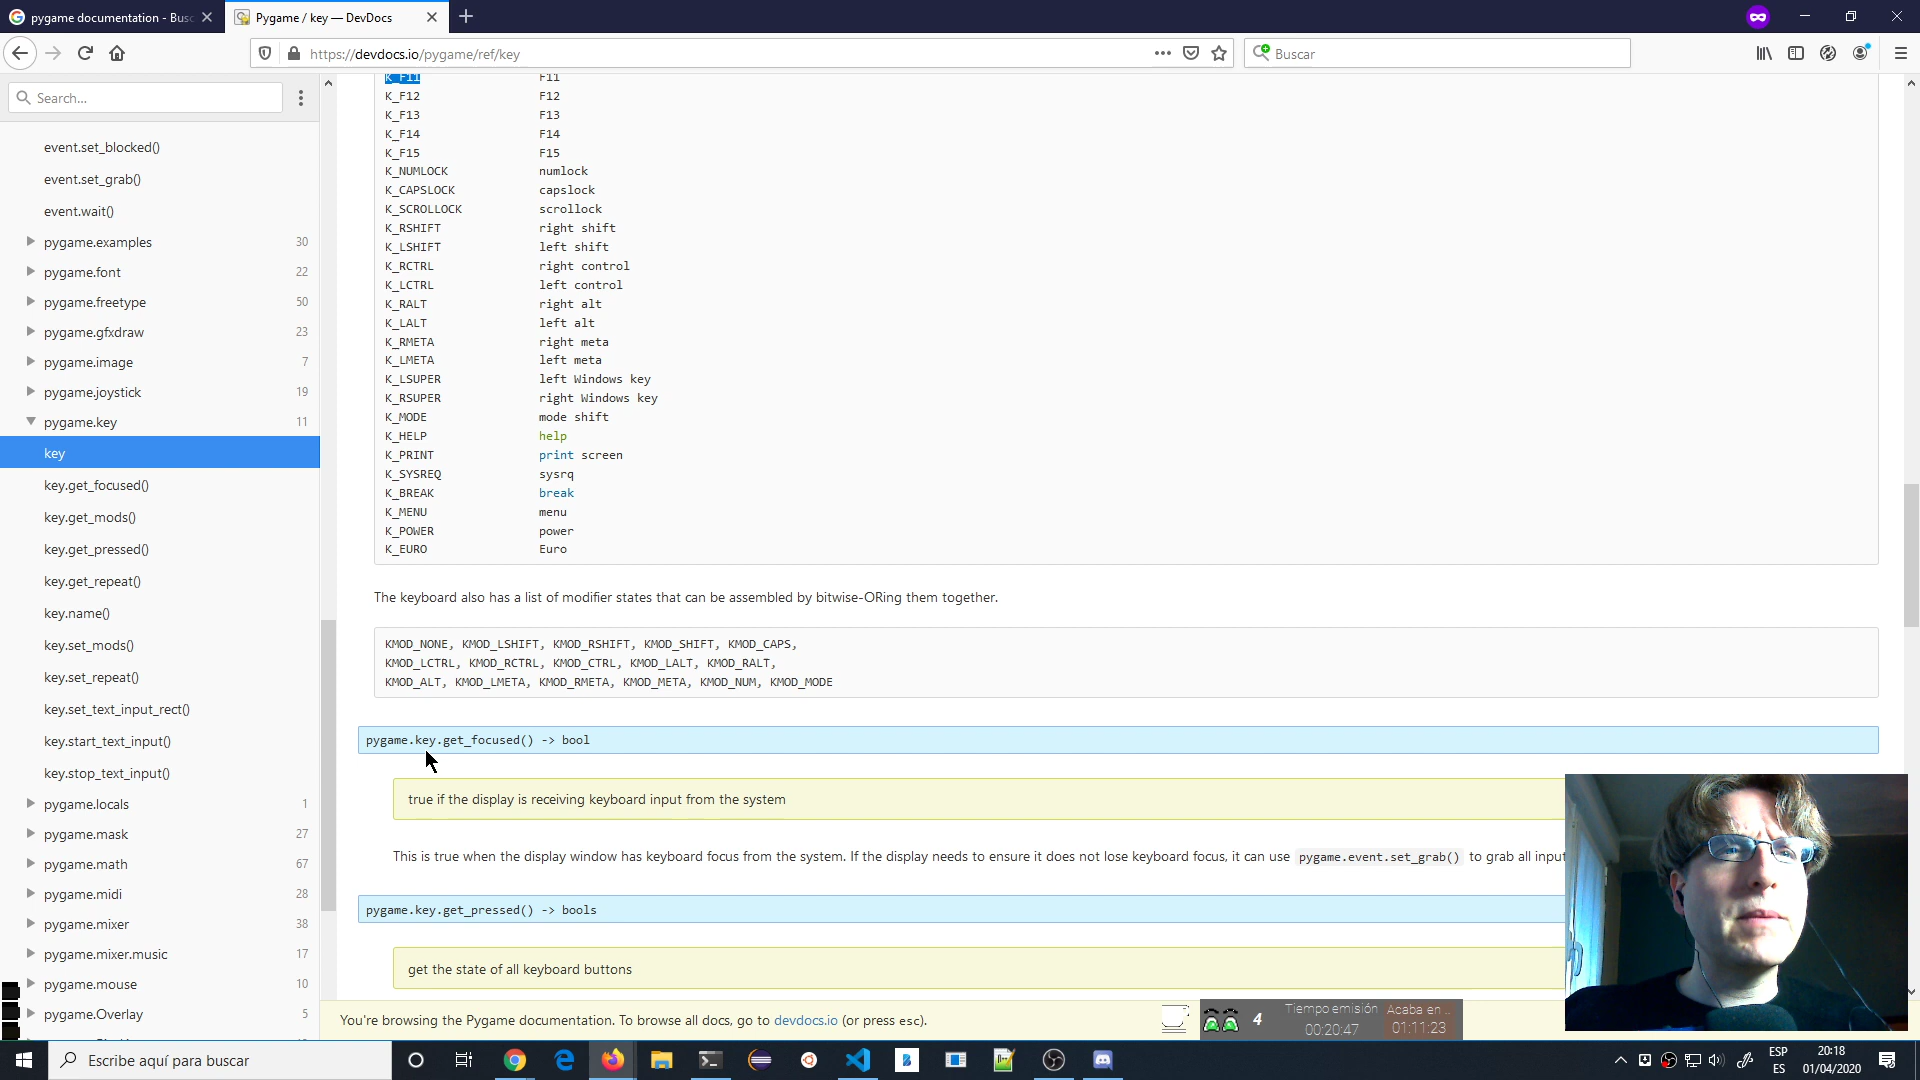 pygame documentation - Bus
Pygame / key — DevDocs
https://devdocs.io/pygame/ref/key
Buscar
Search...
event.set_blocked()
event.set_grab()
event.wait()
pygame.examples 30
pygame.font 22
pygame.freetype 50
pygame.gfxdraw 23
pygame.image 7
pygame.joystick 19
pygame.key 11
key
key.get_focused()
key.get_mods()
key.get_pressed()
key.get_repeat()
key.name()
key.set_mods()
key.set_repeat()
key.set_text_input_rect()
key.start_text_input()
key.stop_text_input()
pygame.locals 1
pygame.mask 27
pygame.math 67
pygame.midi 28
pygame.mixer 38
pygame.mixer.music 17
pygame.mouse 10
pygame.Overlay 5
K_F11 F11
K_F12 F12
K_F13 F13
K_F14 F14
K_F15 F15
K_NUMLOCK numlock
K_CAPSLOCK capslock
K_SCROLLOCK scrollock
K_RSHIFT right shift
K_LSHIFT left shift
K_RCTRL right control
K_LCTRL left control
K_RALT right alt
K_LALT left alt
K_RMETA right meta
K_LMETA left meta
K_LSUPER left Windows key
K_RSUPER right Windows key
K_MODE mode shift
K_HELP help
K_PRINT print screen
K_SYSREQ sysrq
K_BREAK break
K_MENU menu
K_POWER power
K_EURO Euro
The keyboard also has a list of modifier states that can be assembled by bitwise-ORing them together.
KMOD_NONE, KMOD_LSHIFT, KMOD_RSHIFT, KMOD_SHIFT, KMOD_CAPS,
KMOD_LCTRL, KMOD_RCTRL, KMOD_CTRL, KMOD_LALT, KMOD_RALT,
KMOD_ALT, KMOD_LMETA, KMOD_RMETA, KMOD_META, KMOD_NUM, KMOD_MODE
pygame.key.get_focused() -> bool
true if the display is receiving keyboard input from the system
This is true when the display window has keyboard focus from the system. If the display needs to ensure it does not lose keyboard focus, it can use pygame.event.set_grab() to grab all input
pygame.key.get_pressed() -> bools
get the state of all keyboard buttons
You're browsing the Pygame documentation. To browse all docs, go to devdocs.io (or press esc).
4
Tiempo emisión Acaba en ..
00:20:47 01:11:23
Escribe aquí para buscar
ESP
ES
20:18
01/04/2020